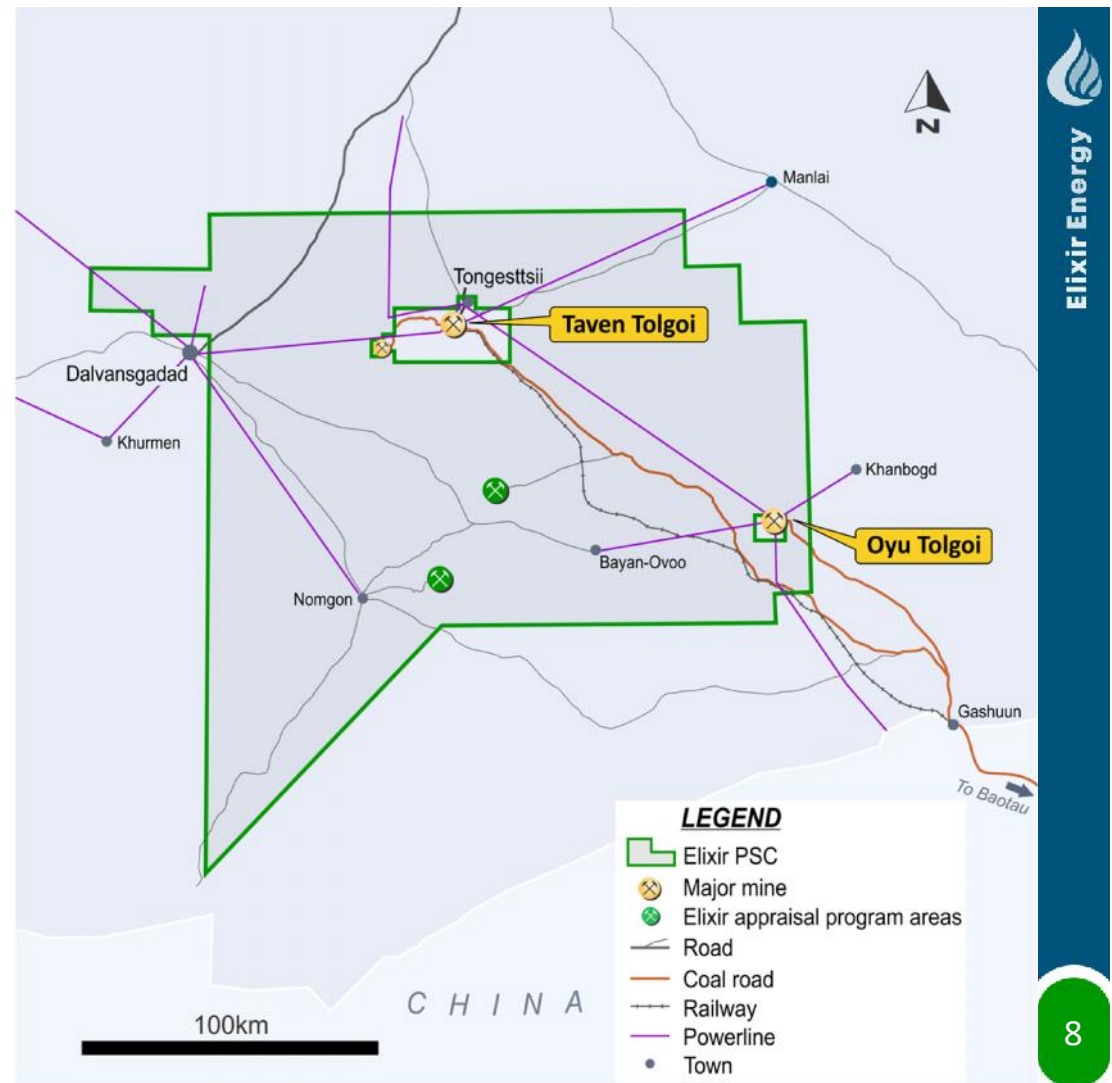 Elixir Energy
N
Manlai
Tongesttsii
Taven Tolgoi
Dalvansgadad
Khurmen
Khanbogd
Oyu Tolgoi
Bayan-Ovoo
Nomgon
Gashuun
To Baotau
LEGEND
Elixir PSC
Major mine
Elixir appraisal program areas
Road
Coal road
Railway
Powerline
Town
CHINA
100km
8